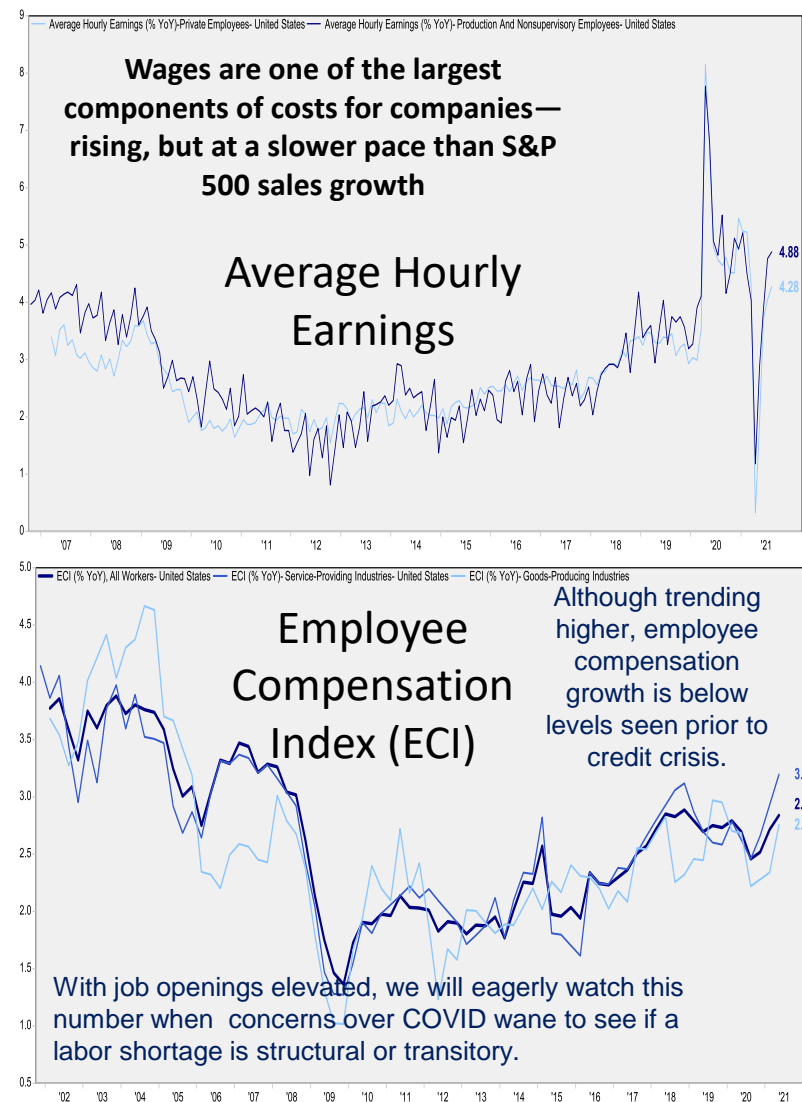 9
Average Hourly Earnings (% YoY)-Private Employees- United States — Average Hourly Earnings (% YoY)- Production And Nonsupervisory Employees- United States
Wages are one of the largest
components of costs for companies—
rising, but at a slower pace than S&P
500 sales growth
8
7
6
5
Average Hourly
Earnings
4.88
4.28
4
3
2
1
0
'07 '08 '09 '10 '11 '12 '13 '14 '15 '16 '17 '18 '19 '20 '21
5.0
ECI (% YoY), All Workers- United States — ECI (% YoY)- Service-Providing Industries- United States — ECI (% YoY)- Goods-Producing Industries
Employee
Compensation
Index (ECI)
Although trending
higher, employee
compensation
growth is below
levels seen prior to
credit crisis.
4.5
4.0
3.5
3.0
3.
2.
2.
2.5
2.0
1.5
With job openings elevated, we will eagerly watch this
number when concerns over COVID wane to see if a
labor shortage is structural or transitory.
1.0
0.5
'02 '03 '04 '05 '06 '07 '08 '09 '10 '11 '12 '13 '14 '15 '16 '17 '18 '19 '20 '21